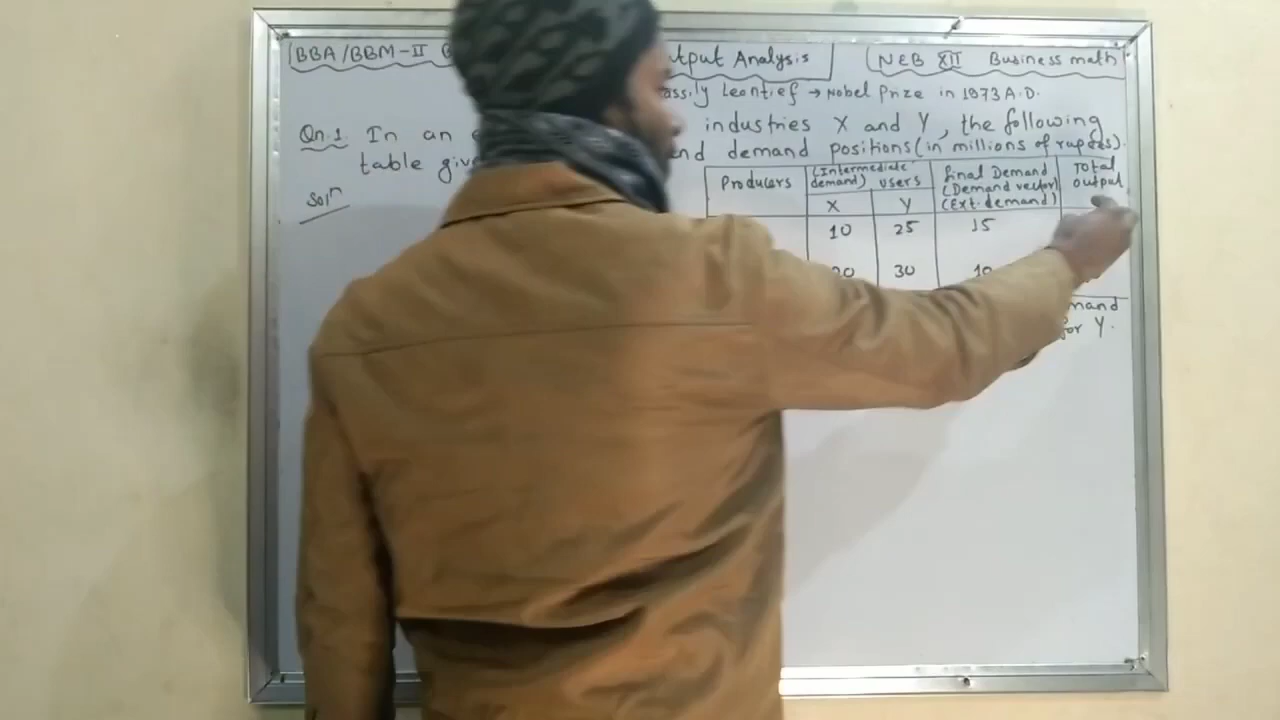 BBA/BBM-II
tput Analysis
NEB XII Business math
assily Leontief → Nobel Prize in 1973 A.D.
Qn.1 In an
industries X and Y, the following
table give
nd demand positions (in millions of rupees).
Solⁿ
Producers
(Intermediate demand) users
X
Y
Final Demand
(Demand vector)
(Ext. demand)
Total
output
10
25
15
20
30
10
mand
for Y.